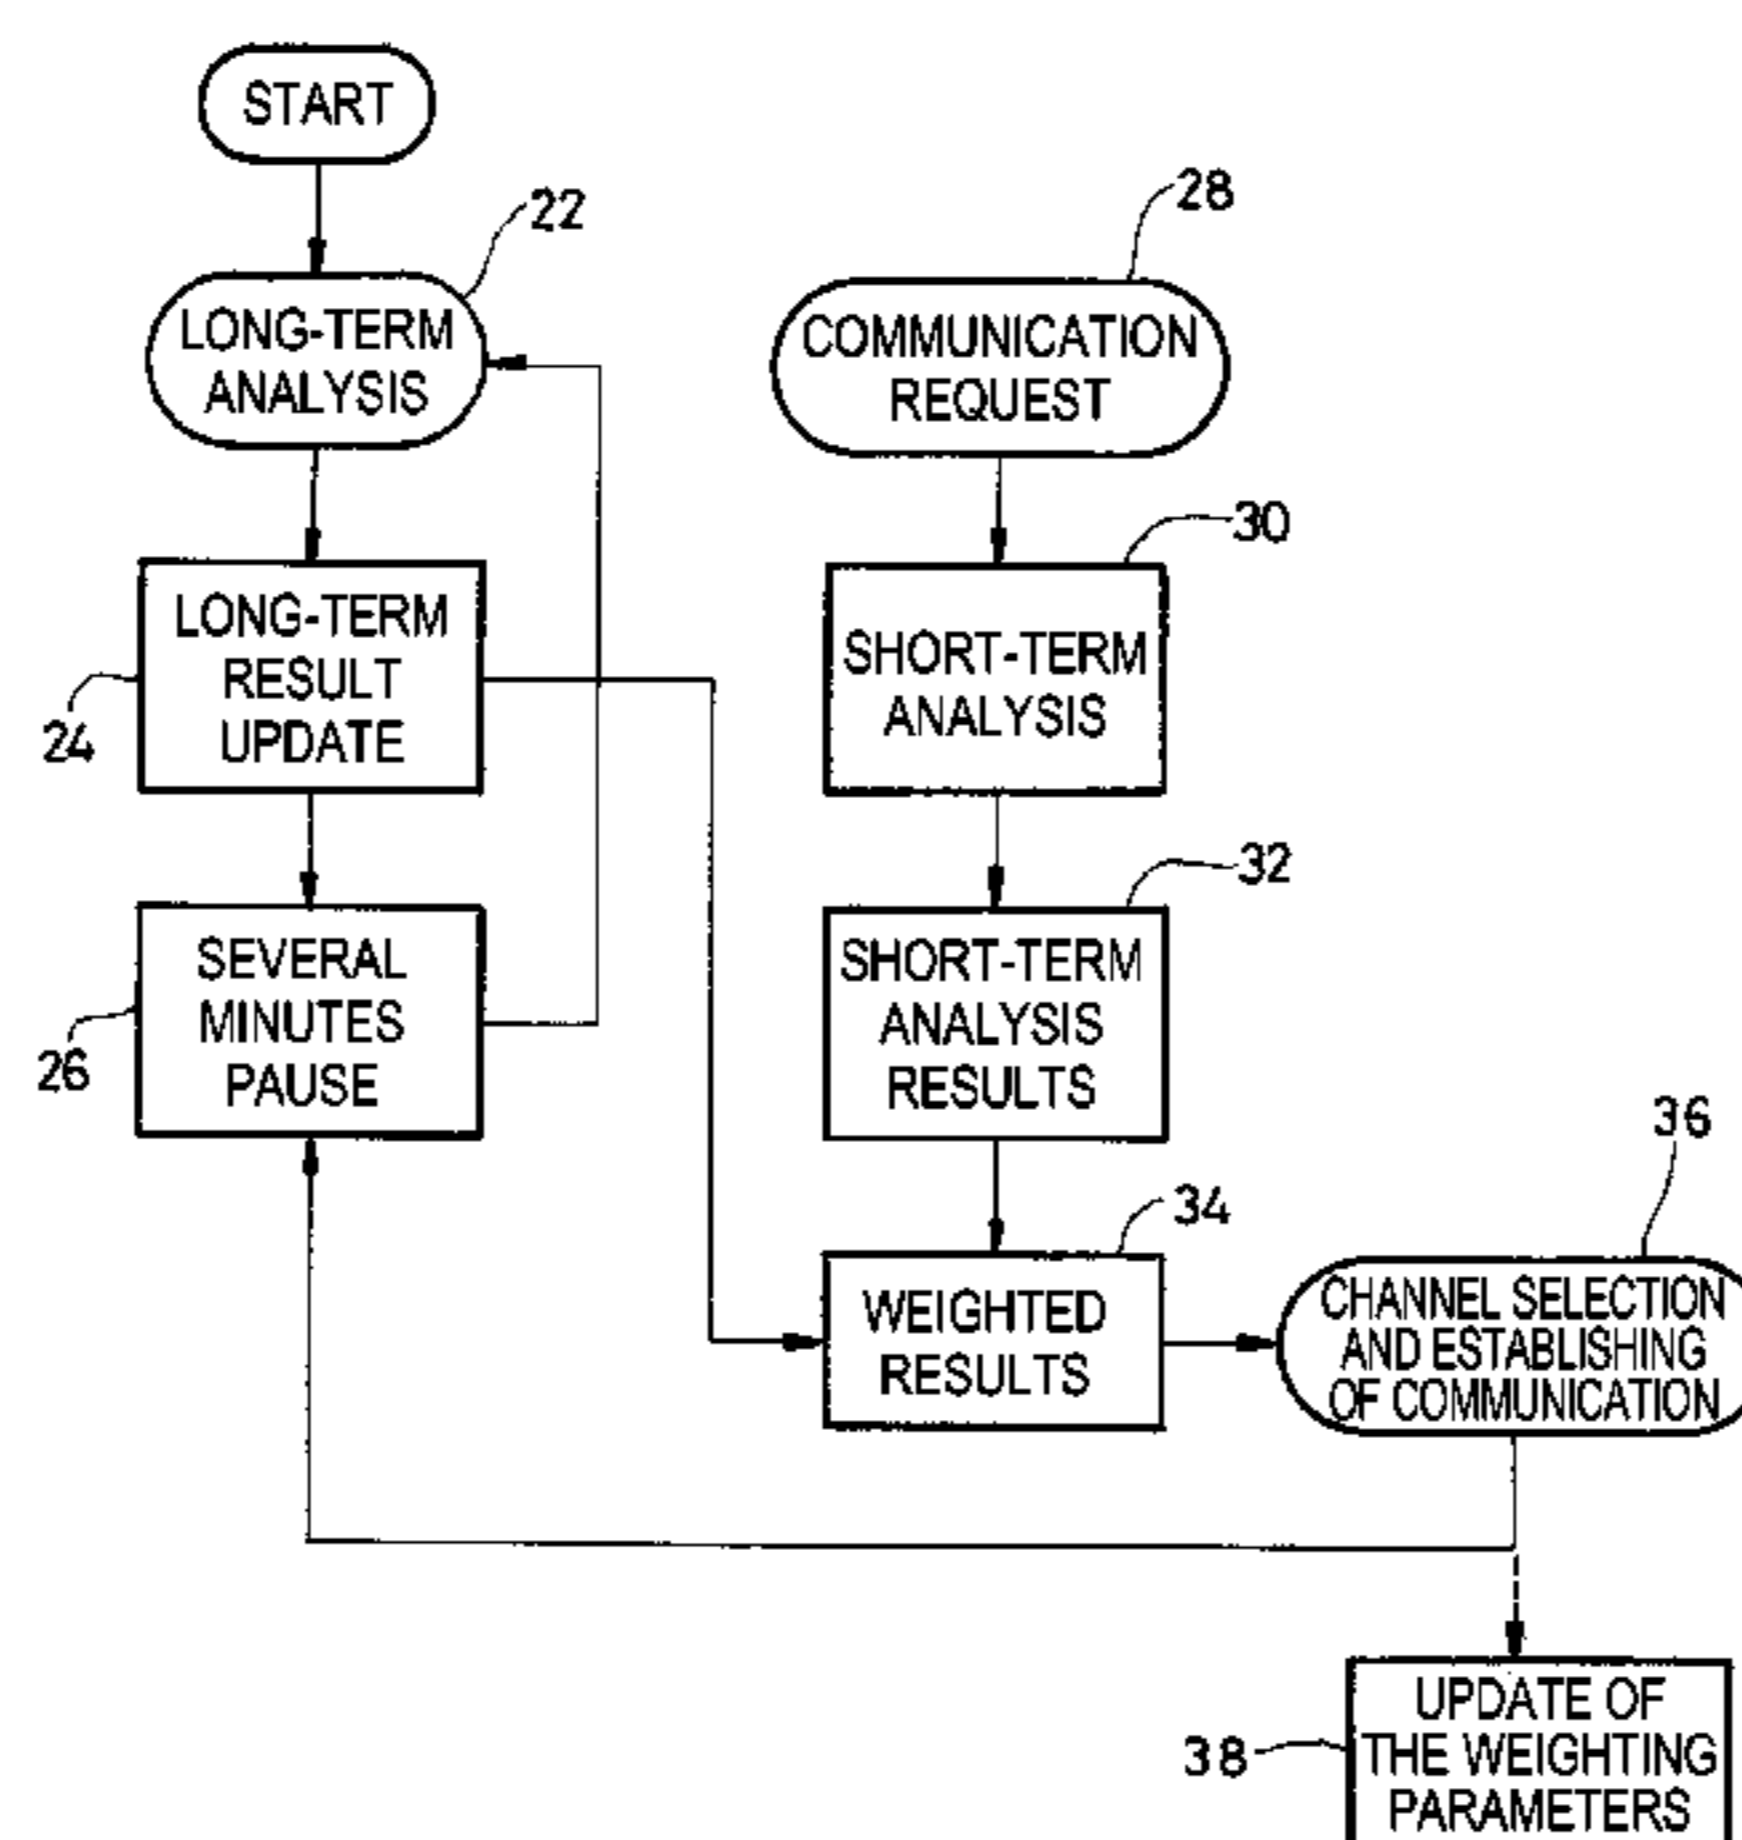 START
22
LONG-TERM
ANALYSIS
28
COMMUNICATION
REQUEST
24
LONG-TERM
RESULT
UPDATE
30
SHORT-TERM
ANALYSIS
26
SEVERAL
MINUTES
PAUSE
32
SHORT-TERM
ANALYSIS
RESULTS
34
WEIGHTED
RESULTS
36
CHANNEL SELECTION
AND ESTABLISHING
OF COMMUNICATION
38
UPDATE OF
THE WEIGHTING
PARAMETERS